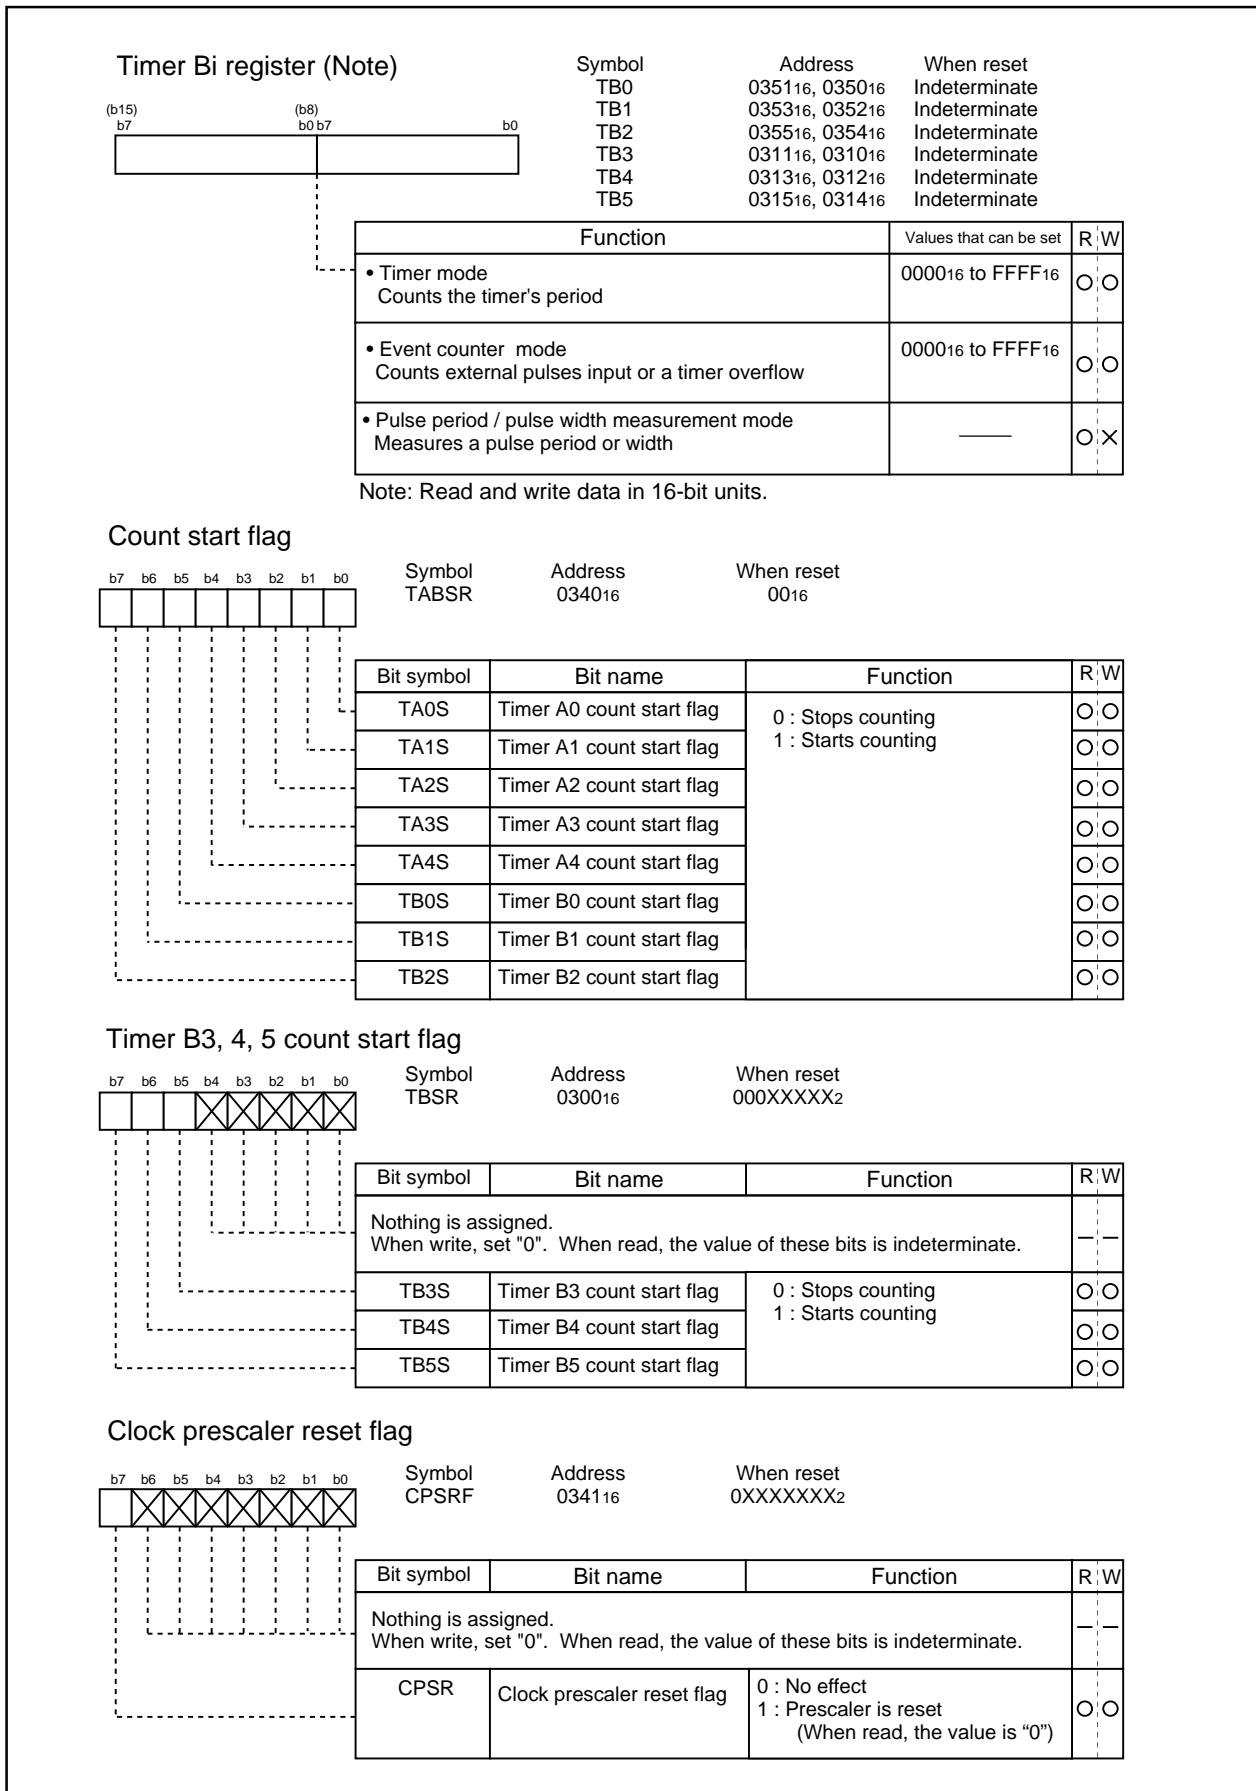 Timer Bi register (Note)
Symbol Address When reset
TB0 035116, 035016 Indeterminate
TB1 035316, 035216 Indeterminate
TB2 035516, 035416 Indeterminate
TB3 031116, 031016 Indeterminate
TB4 031316, 031216 Indeterminate
TB5 031516, 031416 Indeterminate
(b15) (b8)
b7 b0 b7 b0
Function Values that can be set R W
• Timer mode 000016 to FFFF16
Counts the timer's period
• Event counter mode 000016 to FFFF16
Counts external pulses input or a timer overflow
• Pulse period / pulse width measurement mode
Measures a pulse period or width
Note: Read and write data in 16-bit units.
Count start flag
Symbol Address When reset
TABSR 034016 0016
b7 b6 b5 b4 b3 b2 b1 b0
Bit symbol Bit name Function R W
TA0S Timer A0 count start flag 0 : Stops counting
1 : Starts counting
TA1S Timer A1 count start flag
TA2S Timer A2 count start flag
TA3S Timer A3 count start flag
TA4S Timer A4 count start flag
TB0S Timer B0 count start flag
TB1S Timer B1 count start flag
TB2S Timer B2 count start flag
Timer B3, 4, 5 count start flag
Symbol Address When reset
TBSR 030016 000XXXXX2
b7 b6 b5 b4 b3 b2 b1 b0
Bit symbol Bit name Function R W
Nothing is assigned.
When write, set "0". When read, the value of these bits is indeterminate.
TB3S Timer B3 count start flag 0 : Stops counting
1 : Starts counting
TB4S Timer B4 count start flag
TB5S Timer B5 count start flag
Clock prescaler reset flag
Symbol Address When reset
CPSRF 034116 0XXXXXXX2
b7 b6 b5 b4 b3 b2 b1 b0
Bit symbol Bit name Function R W
Nothing is assigned.
When write, set "0". When read, the value of these bits is indeterminate.
CPSR Clock prescaler reset flag 0 : No effect
1 : Prescaler is reset
(When read, the value is “0”)